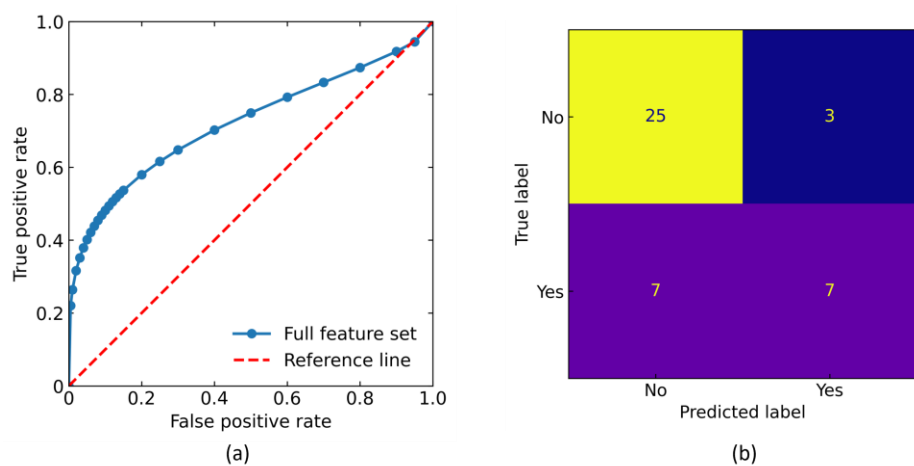 1.0
0.8
0.6
0.4
0.2
0
True positive rate
Full feature set
Reference line
0 0.2 0.4 0.6 0.8 1.0
False positive rate
(a)
True label
No
25 3
Yes
7 7
No Yes
Predicted label
(b)